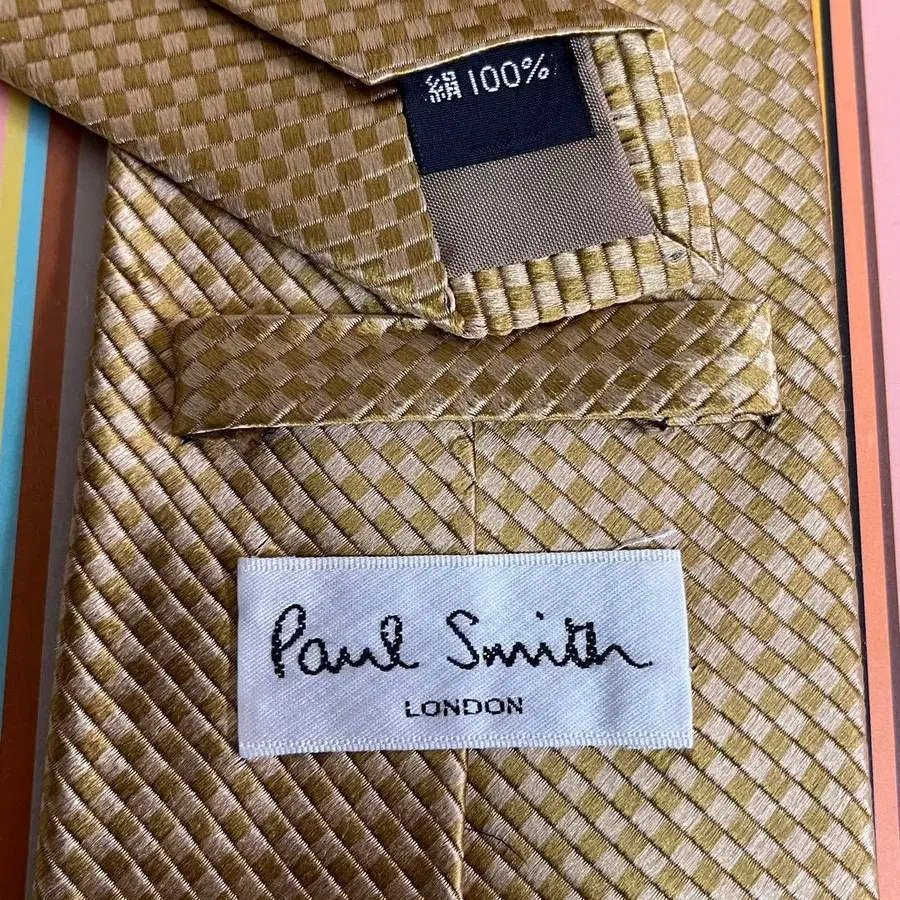 絹100%
Paul Smith
LONDON